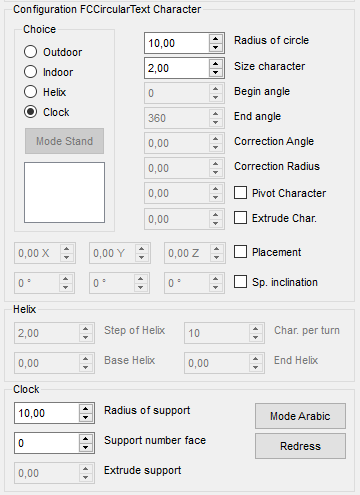 Configuration FCCircularText Character
Choice
Outdoor
Indoor
Helix
Clock
Mode Stand
10,00 Radius of circle
2,00 Size character
0 Begin angle
360 End angle
0,00 Correction Angle
0,00 Correction Radius
0,00 Pivot Character
0,00 Extrude Char.
0,00 X 0,00 Y 0,00 Z Placement
0 ° 0 ° 0 ° Sp. inclination
Helix
2,00 Step of Helix 10 Char. per turn
0,00 Base Helix 0,00 End Helix
Clock
10,00 Radius of support Mode Arabic
0 Support number face Redress
0,00 Extrude support